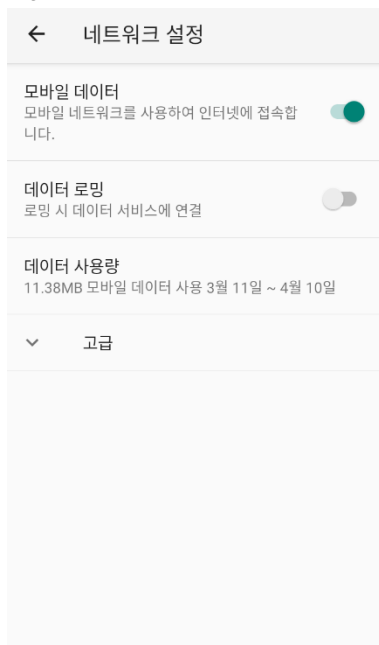 네트워크 설정
모바일 데이터
모바일 네트워크를 사용하여 인터넷에 접속합
니다.
데이터 로밍
로밍 시 데이터 서비스에 연결
데이터 사용량
11.38MB 모바일 데이터 사용 3월 11일 ~ 4월 10일
고급